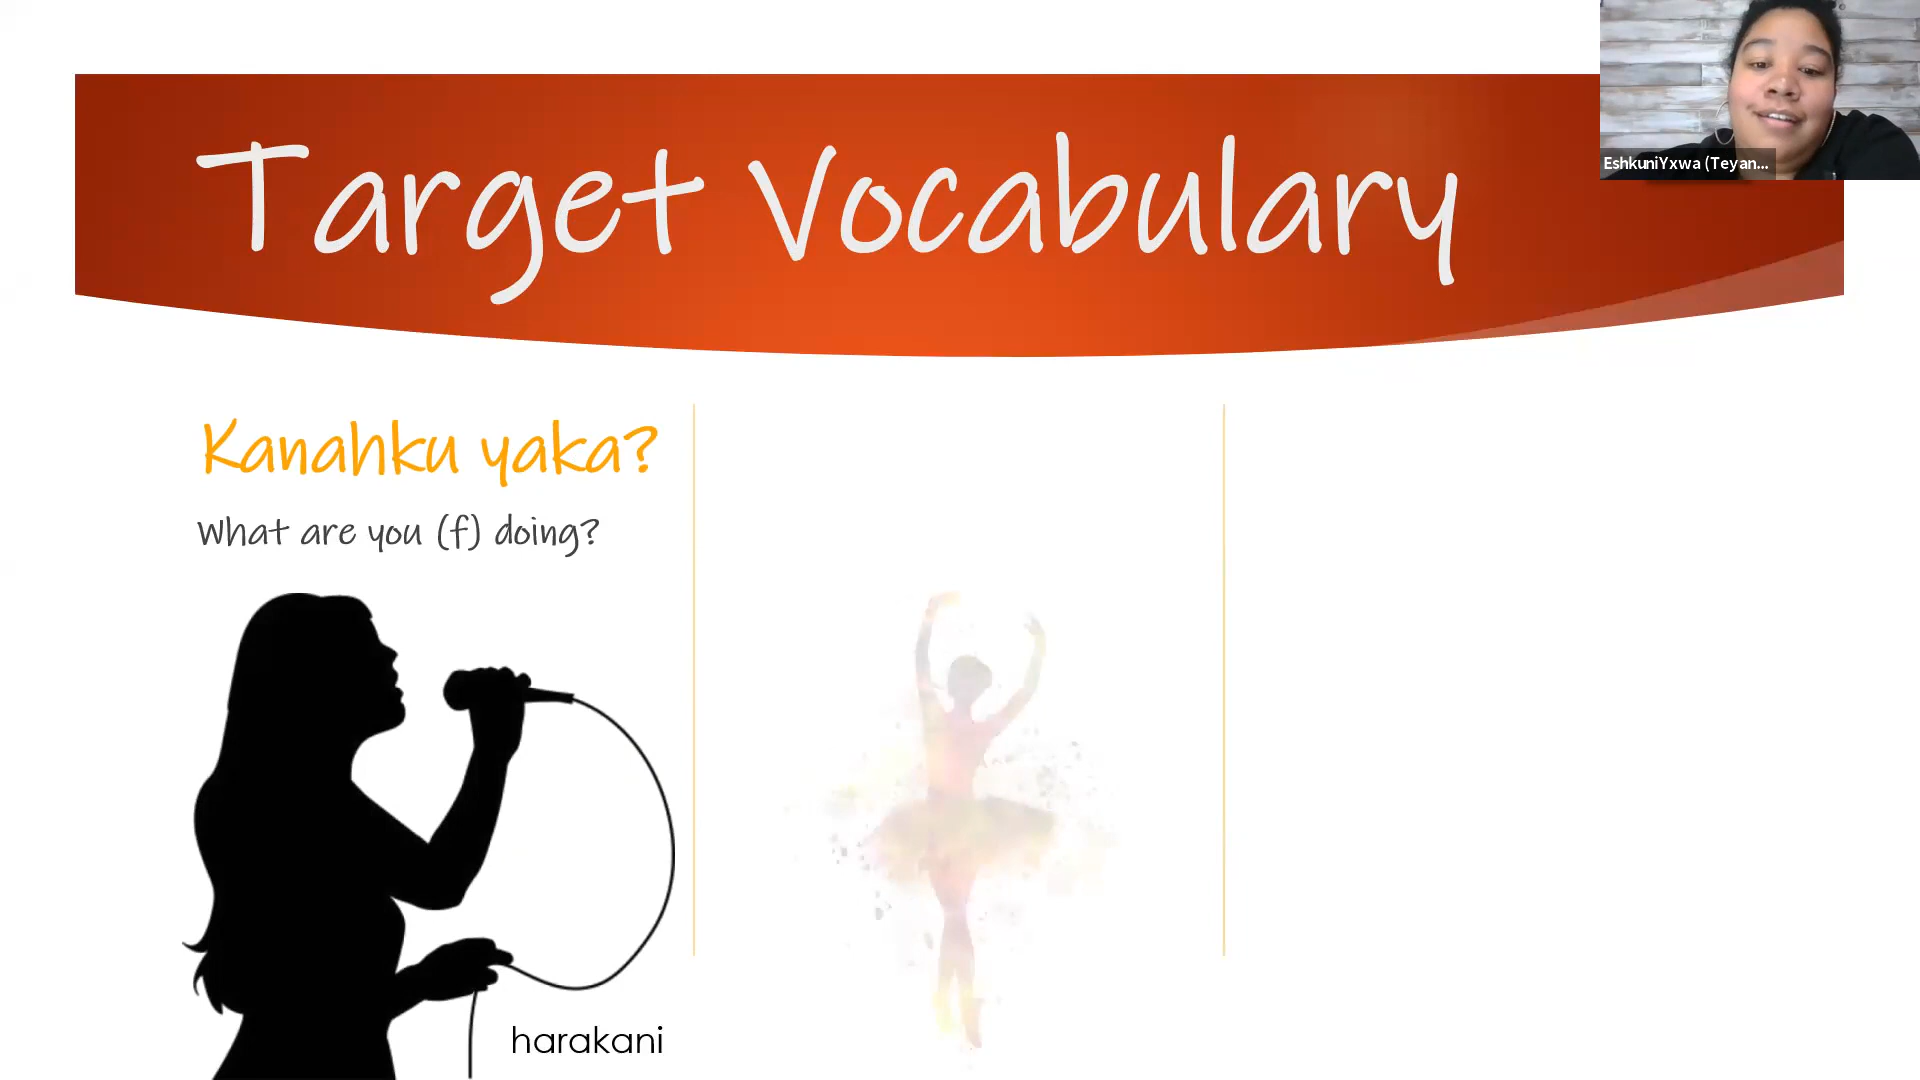 EshkuniYxwa (Teyan...
Target Vocabulary
Kanahku yaka?
What are you (f) doing?
harakani